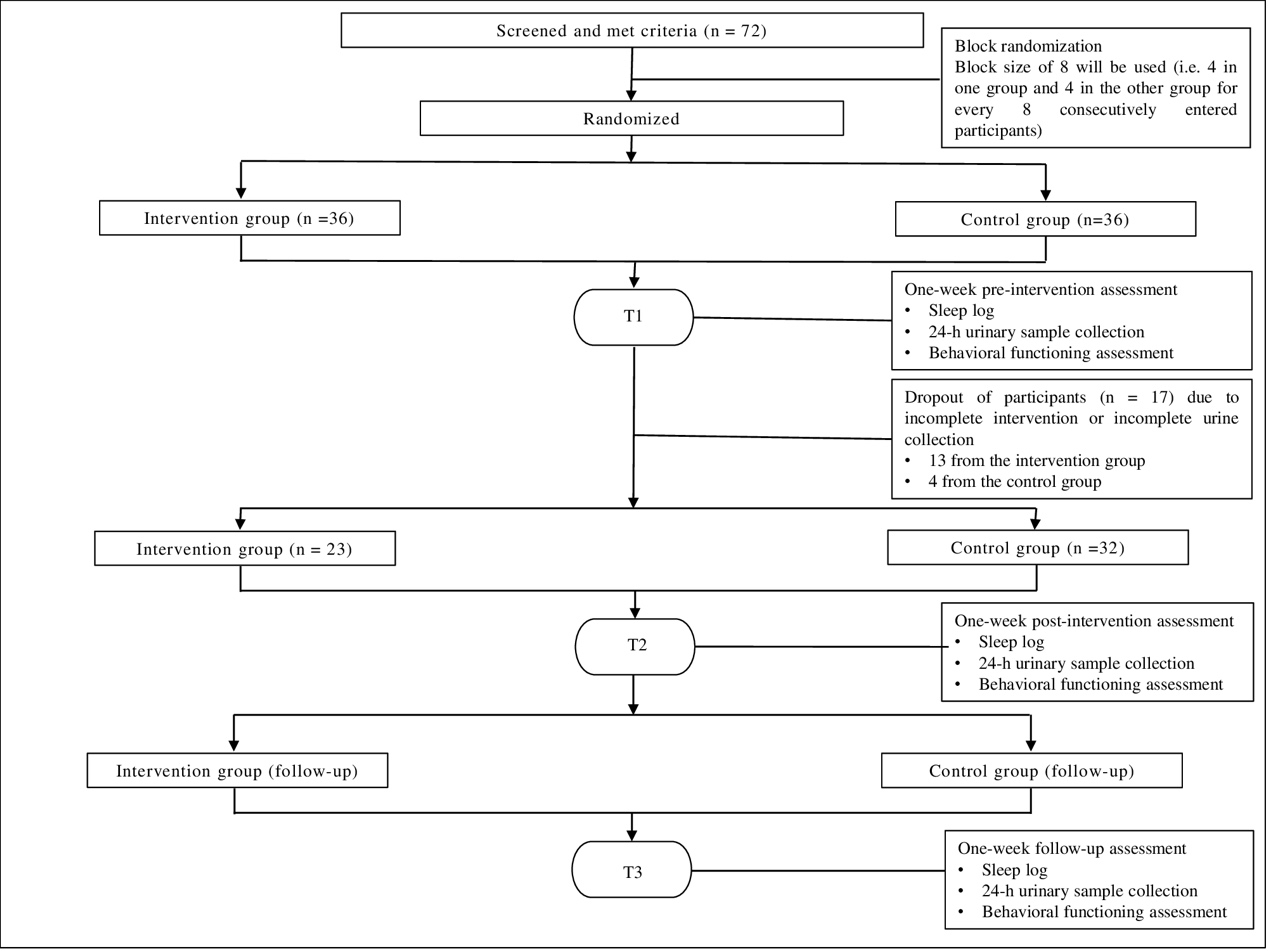 Screened and met criteria (n = 72)
Block randomization
Block size of 8 will be used (i.e. 4 in
one group and 4 in the other group for
every 8 consecutively entered
participants)
Randomized
Intervention group (n =36)
Control group (n=36)
One-week pre-intervention assessment
• Sleep log
• 24-h urinary sample collection
• Behavioral functioning assessment
T1
Dropout of participants (n = 17) due to
incomplete intervention or incomplete urine
collection
• 13 from the intervention group
• 4 from the control group
Intervention group (n = 23)
Control group (n =32)
One-week post-intervention assessment
• Sleep log
• 24-h urinary sample collection
• Behavioral functioning assessment
T2
Intervention group (follow-up)
Control group (follow-up)
One-week follow-up assessment
• Sleep log
• 24-h urinary sample collection
• Behavioral functioning assessment
T3